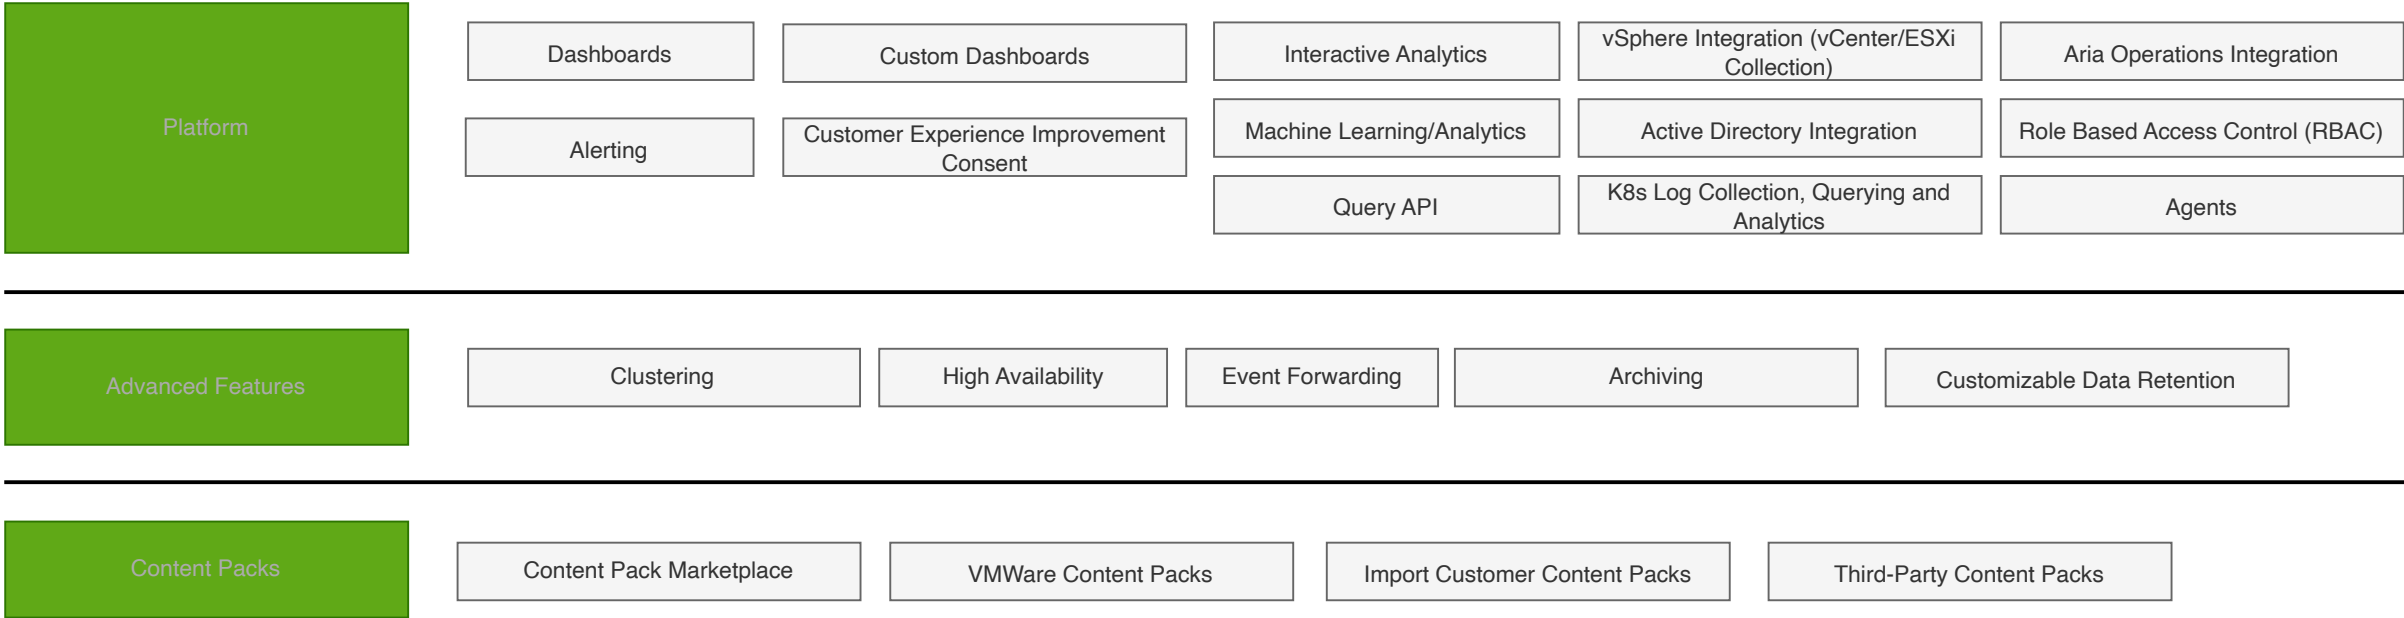 Platform
Dashboards
Custom Dashboards
Interactive Analytics
vSphere Integration (vCenter/ESXi
Collection)
Aria Operations Integration
Alerting
Customer Experience Improvement
Consent
Machine Learning/Analytics
Active Directory Integration
Role Based Access Control (RBAC)
Query API
K8s Log Collection, Querying and
Analytics
Agents
Advanced Features
Clustering
High Availability
Event Forwarding
Archiving
Customizable Data Retention
Content Packs
Content Pack Marketplace
VMWare Content Packs
Import Customer Content Packs
Third-Party Content Packs